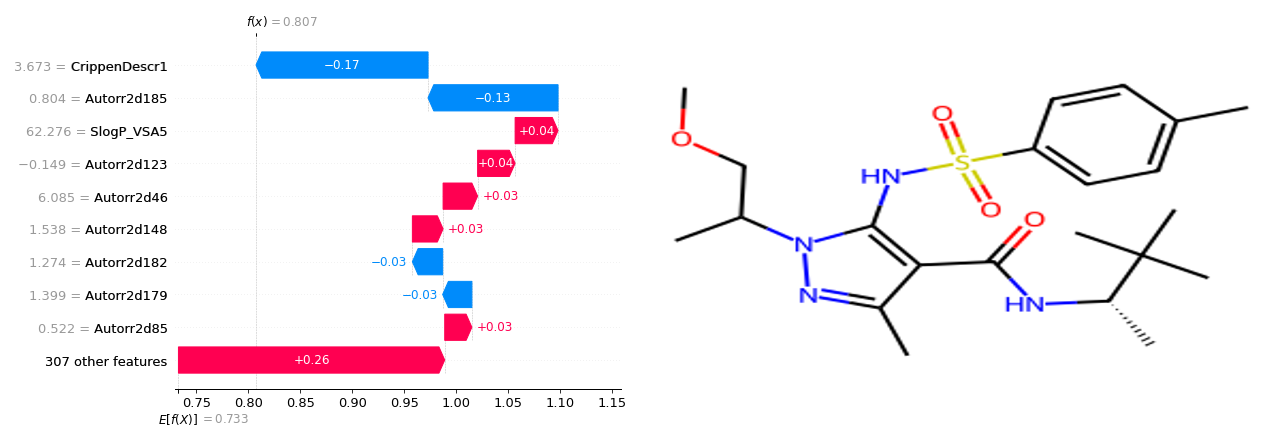 f(x) = 0.807
3.673 = CrippenDescr1
−0.17
0.804 = Autorr2d185
−0.13
62.276 = SlogP_VSA5
+0.04
−0.149 = Autorr2d123
+0.04
6.085 = Autorr2d46
+0.03
1.538 = Autorr2d148
+0.03
1.274 = Autorr2d182
−0.03
1.399 = Autorr2d179
−0.03
0.522 = Autorr2d85
+0.03
307 other features
+0.26
0.75 0.80 0.85 0.90 0.95 1.00 1.05 1.10 1.15
E[f(X)] = 0.733
O
O
S
HN
O
O
N
N
HN